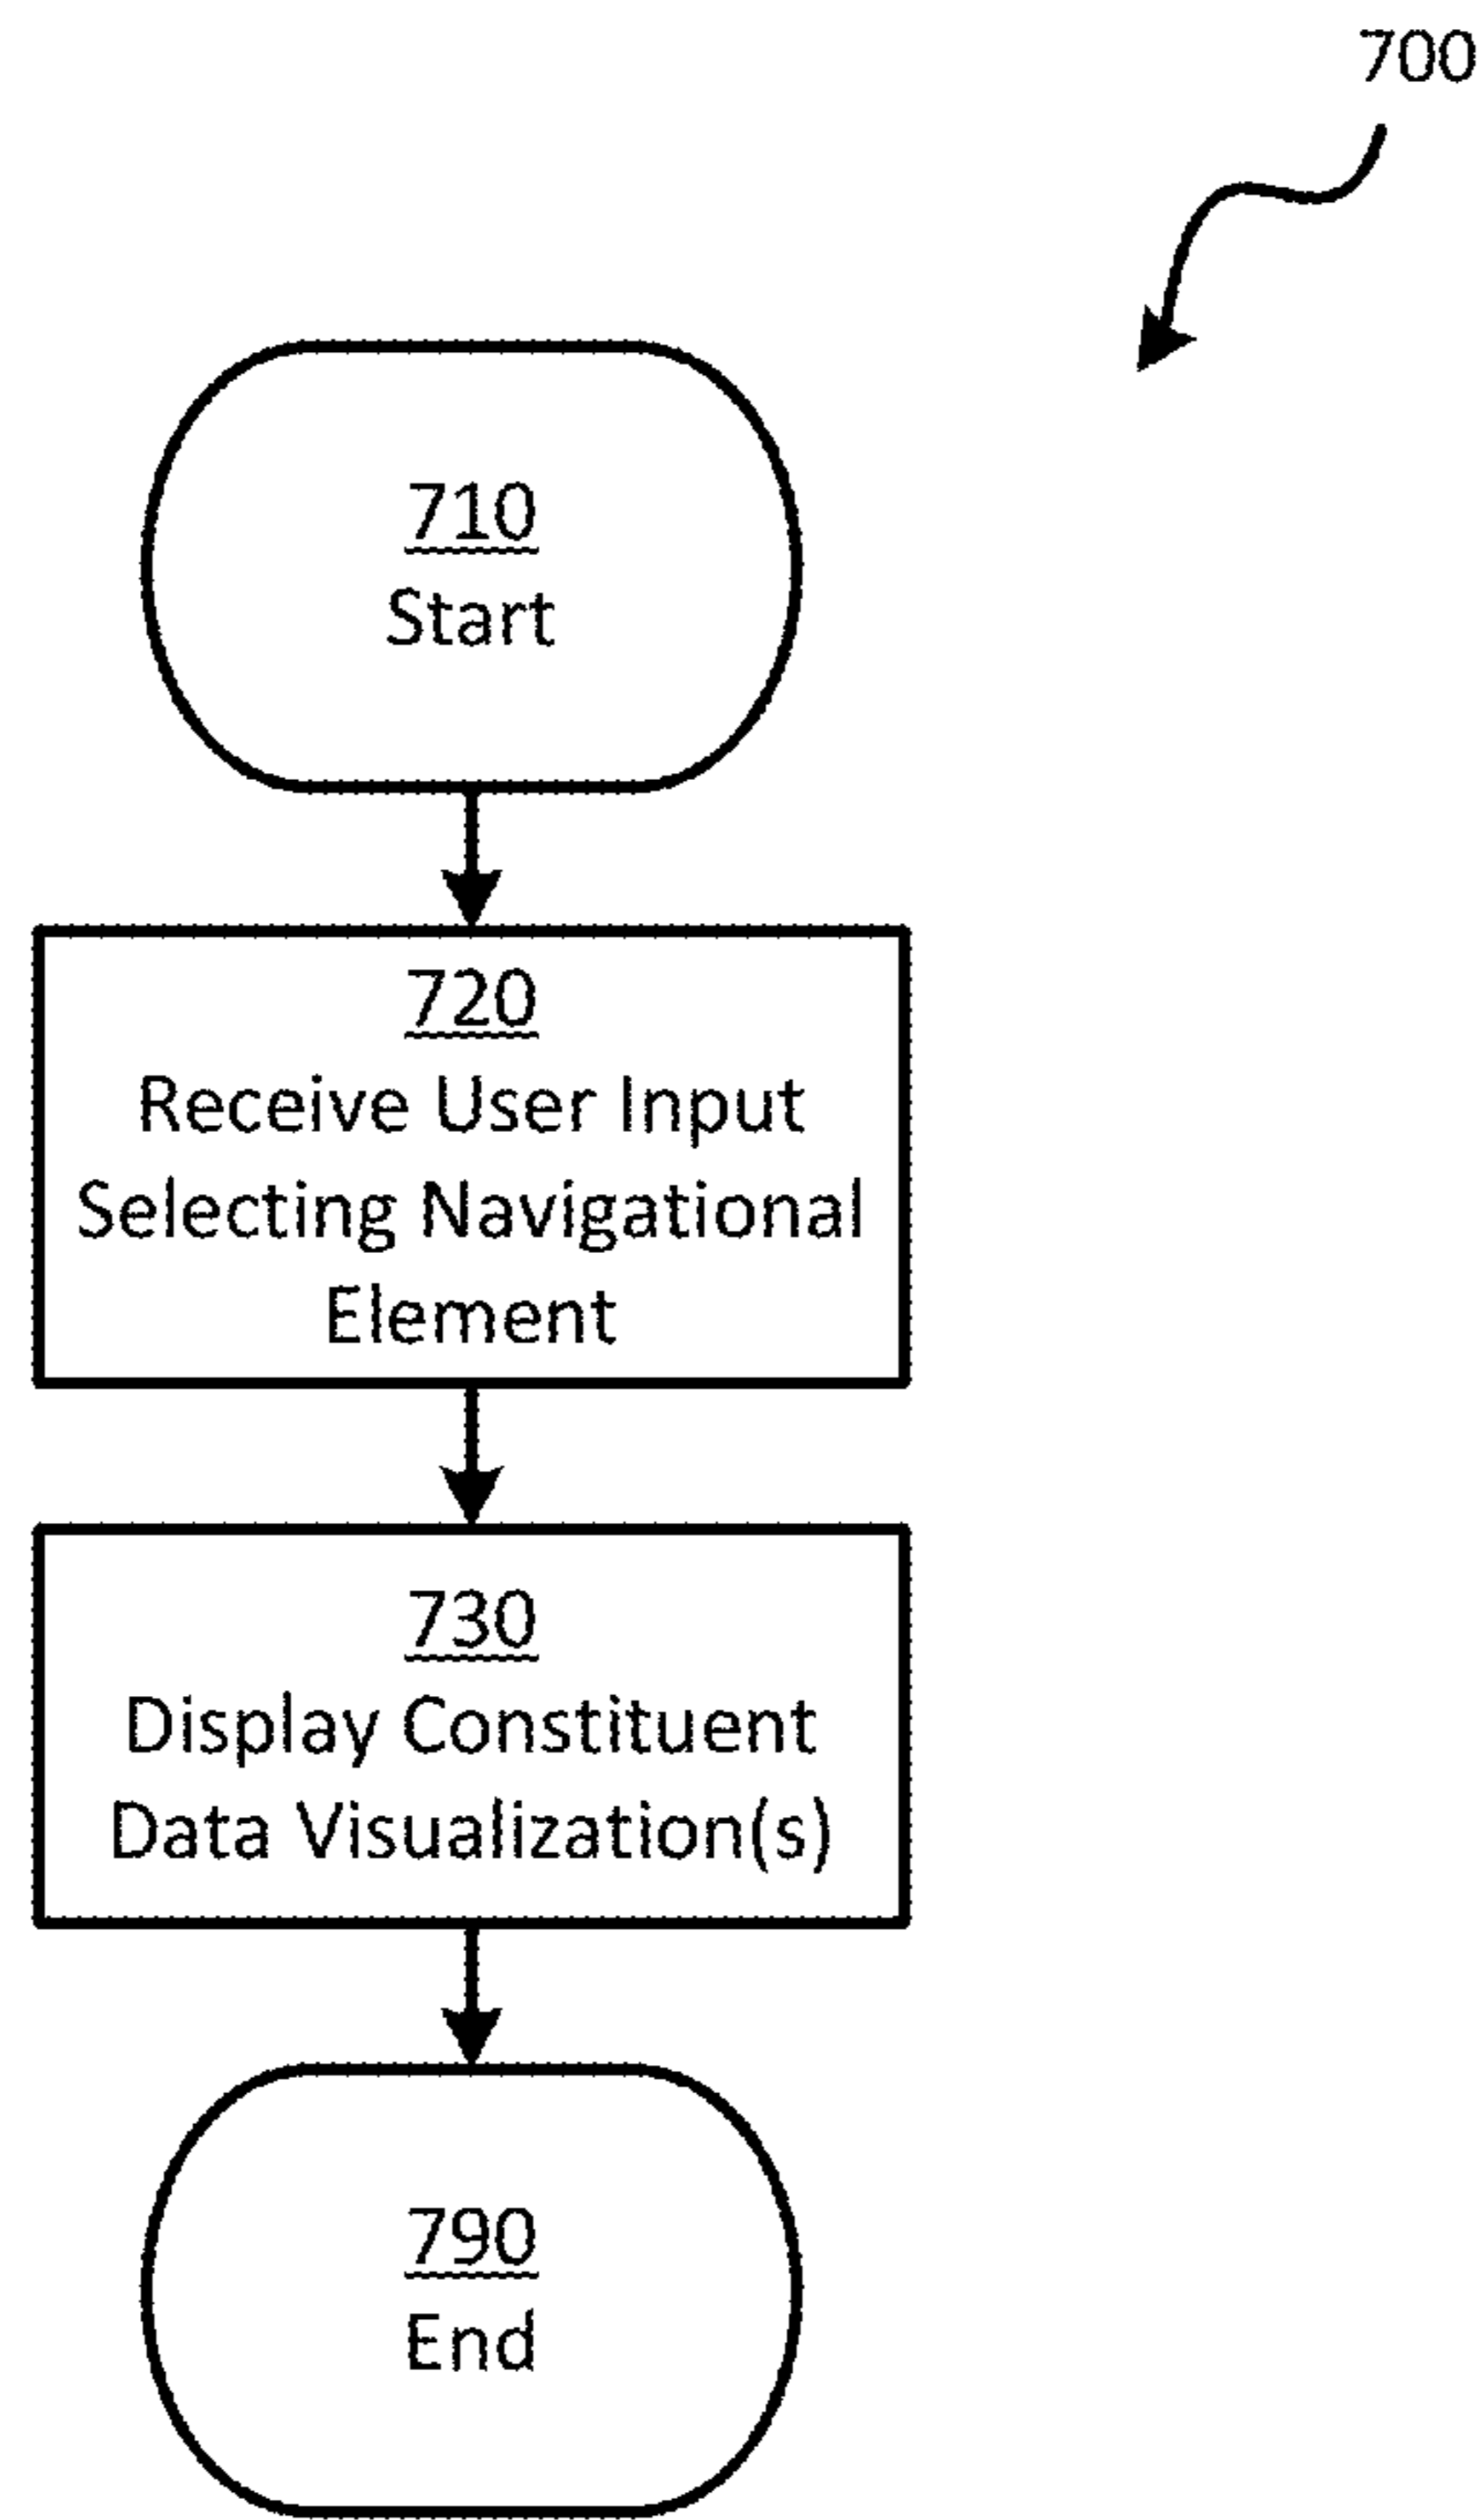 700
710
Start
720
Receive User Input
Selecting Navigational
Element
730
Display Constituent
Data Visualization(s)
790
End